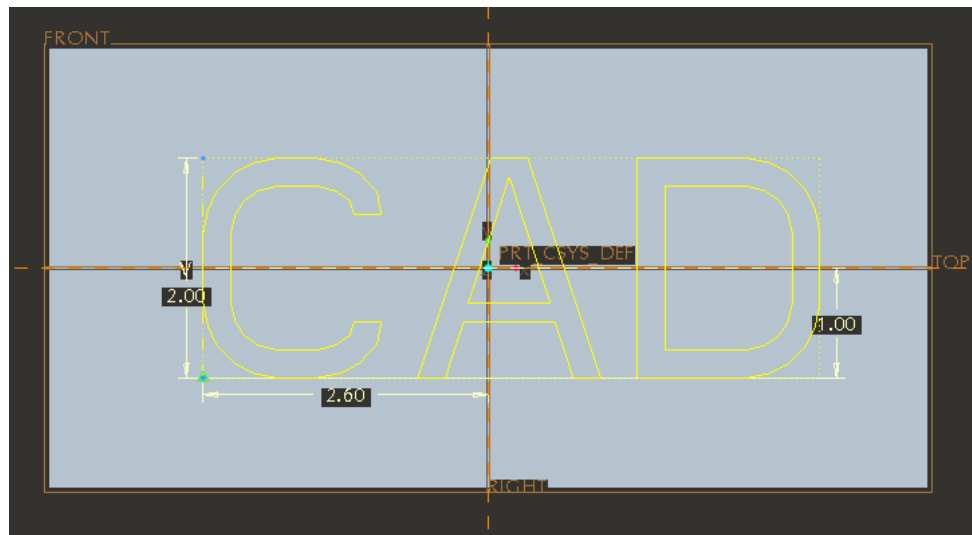 FRONT
CAD
PRT_CSYS_DEF
TOP
V
X
2.00
1.00
2.60
RIGHT